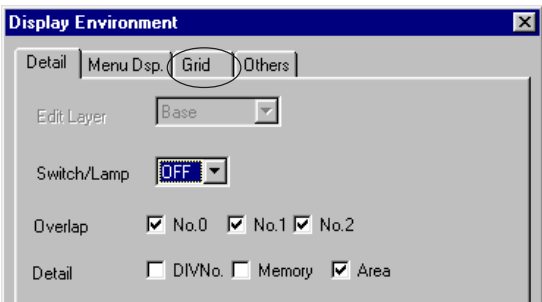 Display Environment
Detail Menu Dsp. Grid Others
Edit Layer Base
Switch/Lamp OFF
Overlap No.0 No.1 No.2
Detail DIVNo. Memory Area